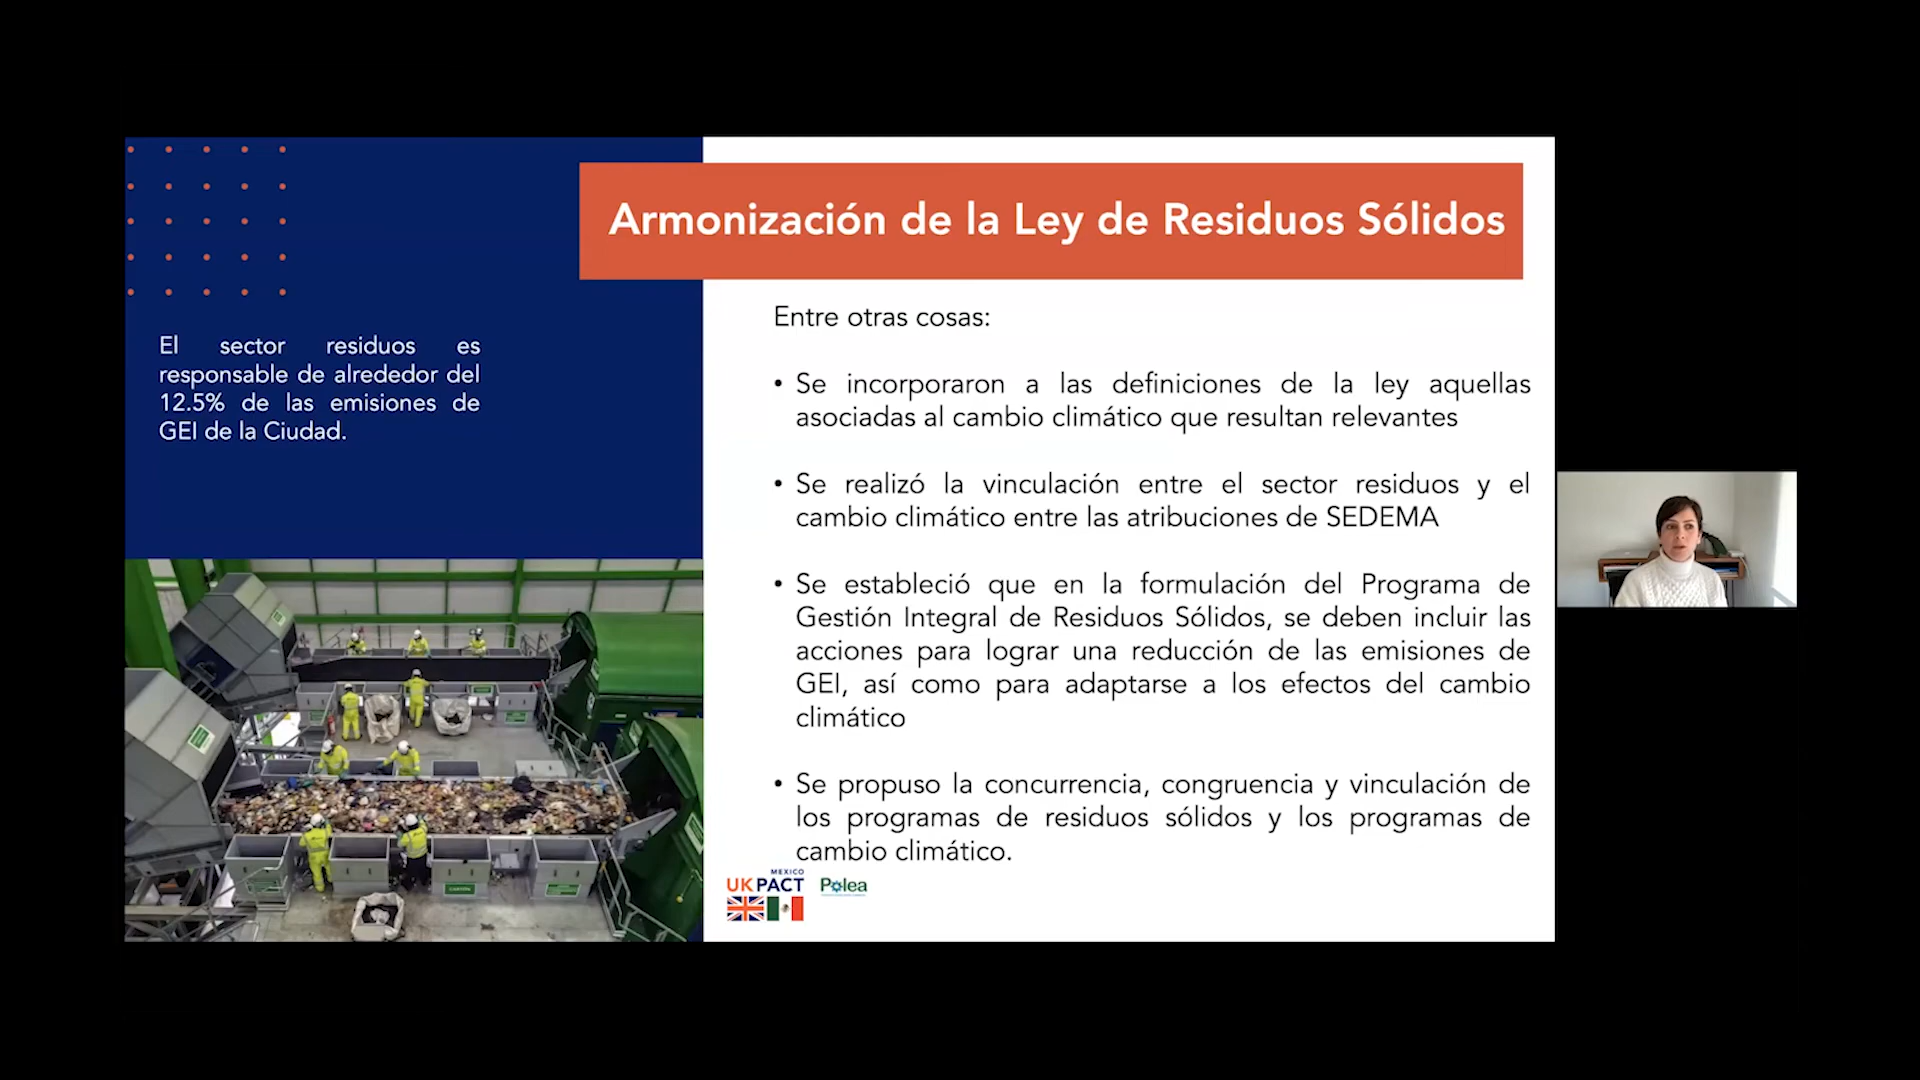 Armonización de la Ley de Residuos Sólidos
El sector residuos es
responsable de alrededor del
12.5% de las emisiones de
GEI de la Ciudad.
Entre otras cosas:
• Se incorporaron a las definiciones de la ley aquellas
asociadas al cambio climático que resultan relevantes
• Se realizó la vinculación entre el sector residuos y el
cambio climático entre las atribuciones de SEDEMA
• Se estableció que en la formulación del Programa de
Gestión Integral de Residuos Sólidos, se deben incluir las
acciones para lograr una reducción de las emisiones de
GEI, así como para adaptarse a los efectos del cambio
climático
• Se propuso la concurrencia, congruencia y vinculación de
los programas de residuos sólidos y los programas de
cambio climático.
MEXICO
UK PACT
Polea